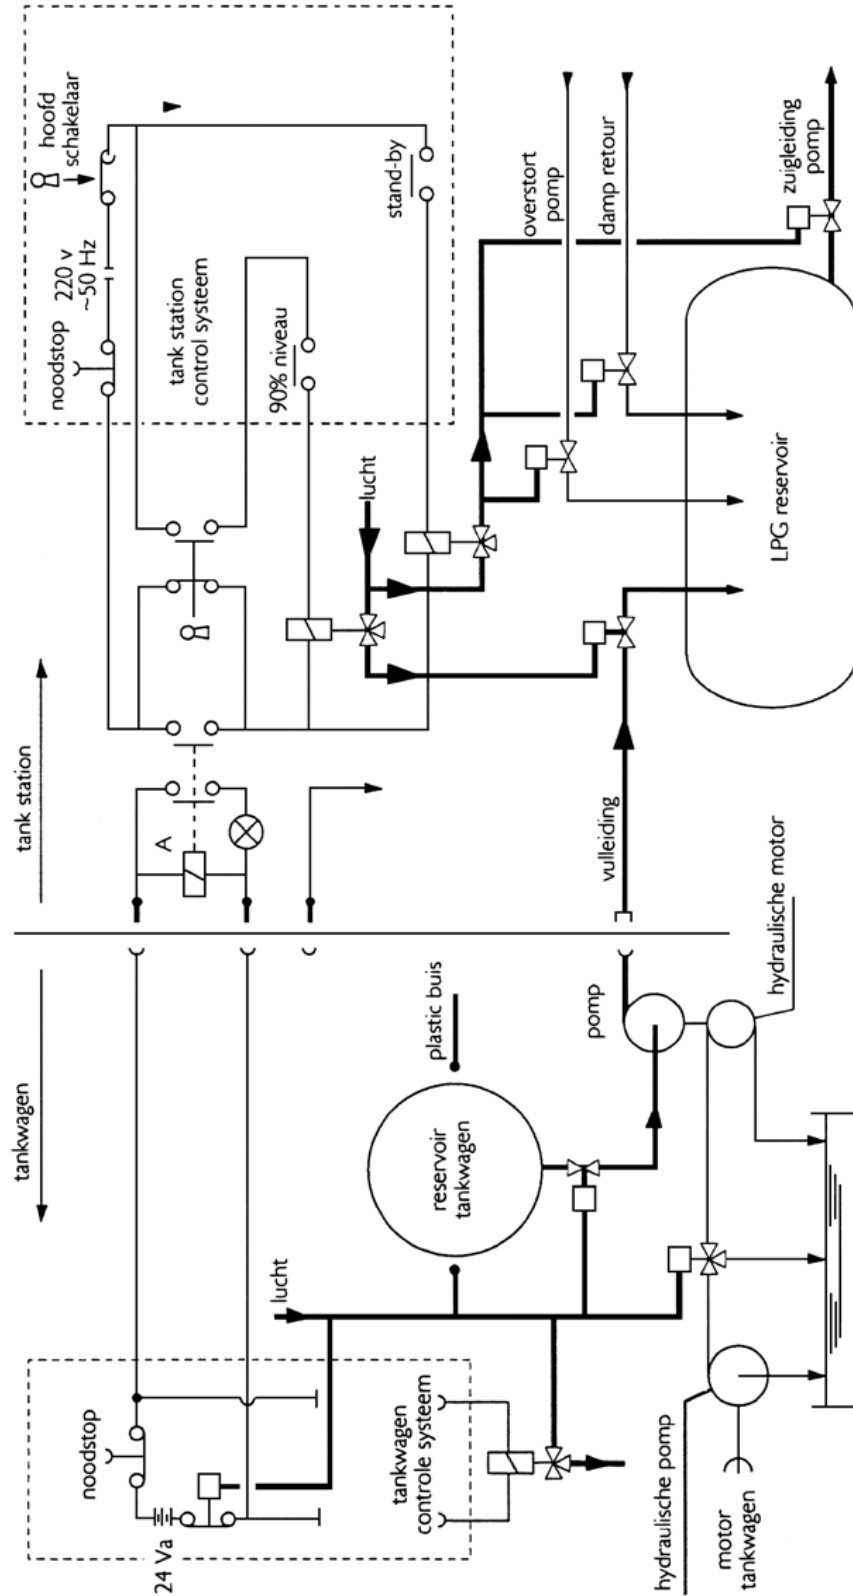 tankwagen
tank station
noodstop
24 Va
A
noodstop
220 v
~50 Hz
hoofd
schakelaar
tank station
control systeem
90% niveau
stand-by
lucht
lucht
tankwagen
controle systeem
reservoir
tankwagen
plastic buis
overstort
pomp
damp retour
pomp
vulleiding
zuigleiding
pomp
hydraulische pomp
motor
tankwagen
hydraulische motor
LPG reservoir